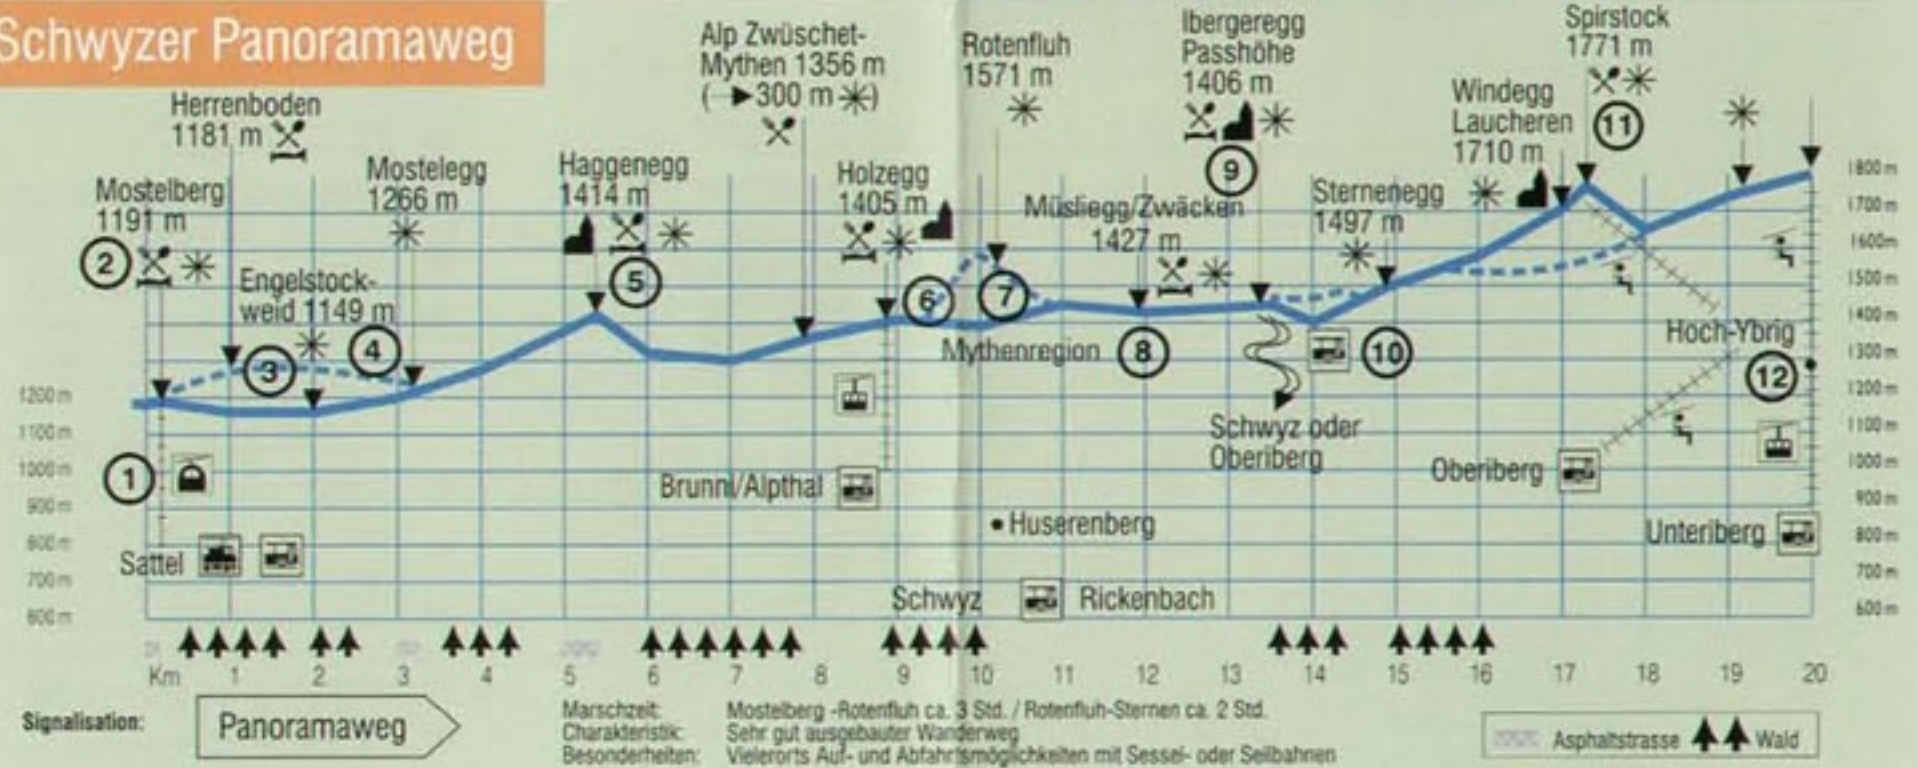 Schwyzer Panoramaweg
Herrenboden
1181 m
Mostelberg
1191 m
2
Engelstock-
weid 1149 m
3
4
Mostelegg
1266 m
Haggenegg
1414 m
5
Alp Zwüschet-
Mythen 1356 m
(→300 m ✳)
Holzegg
1405 m
6
Rotenfluh
1571 m
7
Müsliegg/Zwäcken
1427 m
Mythenregion
8
Ibergeregg
Passhöhe
1406 m
9
Sternenegg
1497 m
10
Schwyz oder
Oberiberg
Windegg
Laucheren
1710 m
Spirstock
1771 m
11
Hoch-Ybrig
12
1
Sattel
Brunni/Alpthal
Huserenberg
Schwyz
Rickenbach
Oberiberg
Unteriberg
1200 m
1100 m
1000 m
900 m
800 m
700 m
600 m
1800 m
1700 m
1600 m
1500 m
1400 m
1300 m
1200 m
1100 m
1000 m
900 m
800 m
700 m
600 m
Km 1 2 3 4 5 6 7 8 9 10 11 12 13 14 15 16 17 18 19 20
Signalisation:
Panoramaweg
Marschzeit: Mostelberg -Rotenfluh ca. 3 Std. / Rotenfluh-Sternen ca. 2 Std.
Charakteristik: Sehr gut ausgebauter Wanderweg
Besonderheiten: Vielerorts Auf- und Abfahrtsmöglichkeiten mit Sessel- oder Seilbahnen
Asphaltstrasse
Wald